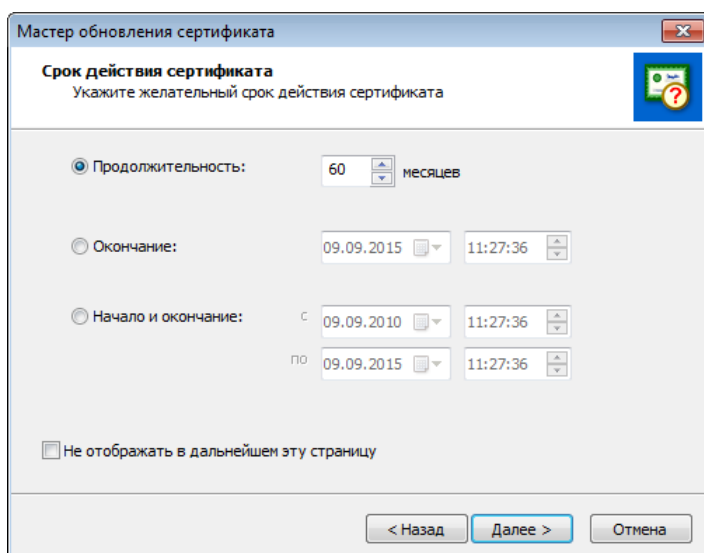 Мастер обновления сертификата
Срок действия сертификата
Укажите желательный срок действия сертификата
Продолжительность: 60 месяцев
Окончание: 09.09.2015 11:27:36
Начало и окончание: с 09.09.2010 11:27:36
по 09.09.2015 11:27:36
Не отображать в дальнейшем эту страницу
< Назад Далее > Отмена